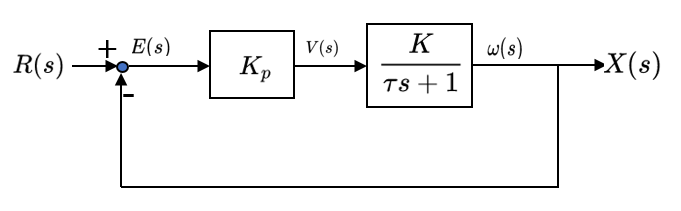 R(s)
+
E(s)
K_p
V(s)
K
τs + 1
ω(s)
X(s)
-